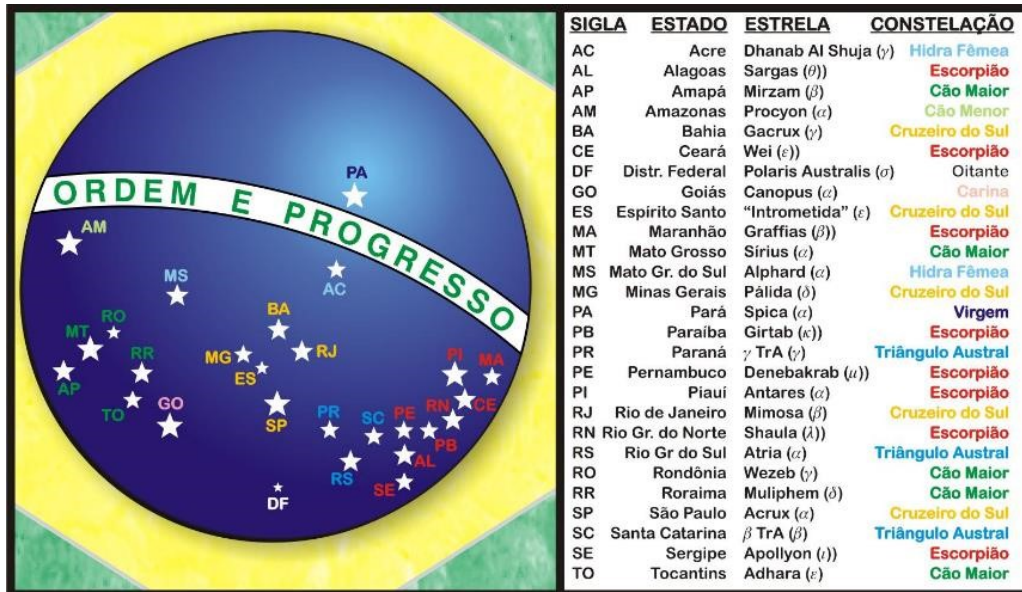 ORDEM E PROGRESSO
PA
AM
MS
AC
RO
BA
MT
RR
MG
RJ
PI
MA
ES
AP
TO
GO
SP
PR
SC
PE
RN
CE
PB
RS
AL
SE
DF
SIGLA ESTADO ESTRELA CONSTELAÇÃO
AC Acre Dhanab Al Shuja (γ) Hidra Fêmea
AL Alagoas Sargas (θ)) Escorpião
AP Amapá Mirzam (β) Cão Maior
AM Amazonas Procyon (α) Cão Menor
BA Bahia Gacrux (γ) Cruzeiro do Sul
CE Ceará Wei (ε)) Escorpião
DF Distr. Federal Polaris Australis (σ) Oitante
GO Goiás Canopus (α) Carina
ES Espírito Santo “Intrometida” (ε) Cruzeiro do Sul
MA Maranhão Graffias (β)) Escorpião
MT Mato Grosso Sírius (α) Cão Maior
MS Mato Gr. do Sul Alphard (α) Hidra Fêmea
MG Minas Gerais Pálida (δ) Cruzeiro do Sul
PA Pará Spica (α) Virgem
PB Paraíba Girtab (κ)) Escorpião
PR Paraná γ TrA (γ) Triângulo Austral
PE Pernambuco Denebakrab (μ)) Escorpião
PI Piauí Antares (α) Escorpião
RJ Rio de Janeiro Mimosa (β) Cruzeiro do Sul
RN Rio Gr. do Norte Shaula (λ)) Escorpião
RS Rio Gr do Sul Atria (α) Triângulo Austral
RO Rondônia Wezeb (γ) Cão Maior
RR Roraima Muliphem (δ) Cão Maior
SP São Paulo Acrux (α) Cruzeiro do Sul
SC Santa Catarina β TrA (β) Triângulo Austral
SE Sergipe Apollyon (ι)) Escorpião
TO Tocantins Adhara (ε) Cão Maior